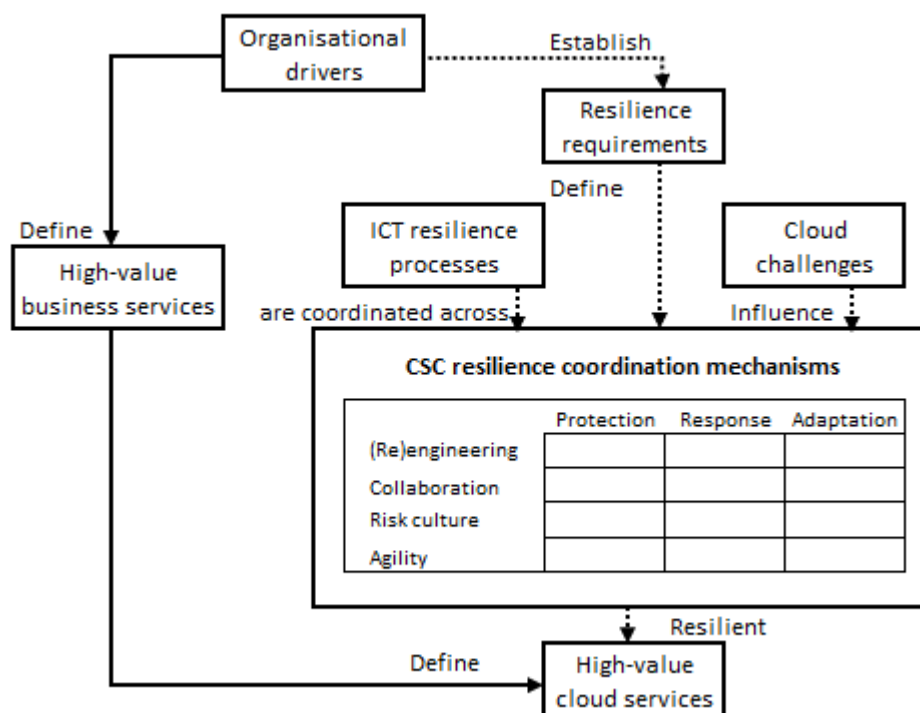 Organisational
drivers
Establish
Resilience
requirements
Define
Define
ICT resilience
processes
Cloud
challenges
High-value
business services
are coordinated across
Influence
CSC resilience coordination mechanisms
Protection Response Adaptation
(Re)engineering
Collaboration
Risk culture
Agility
Resilient
Define
High-value
cloud services